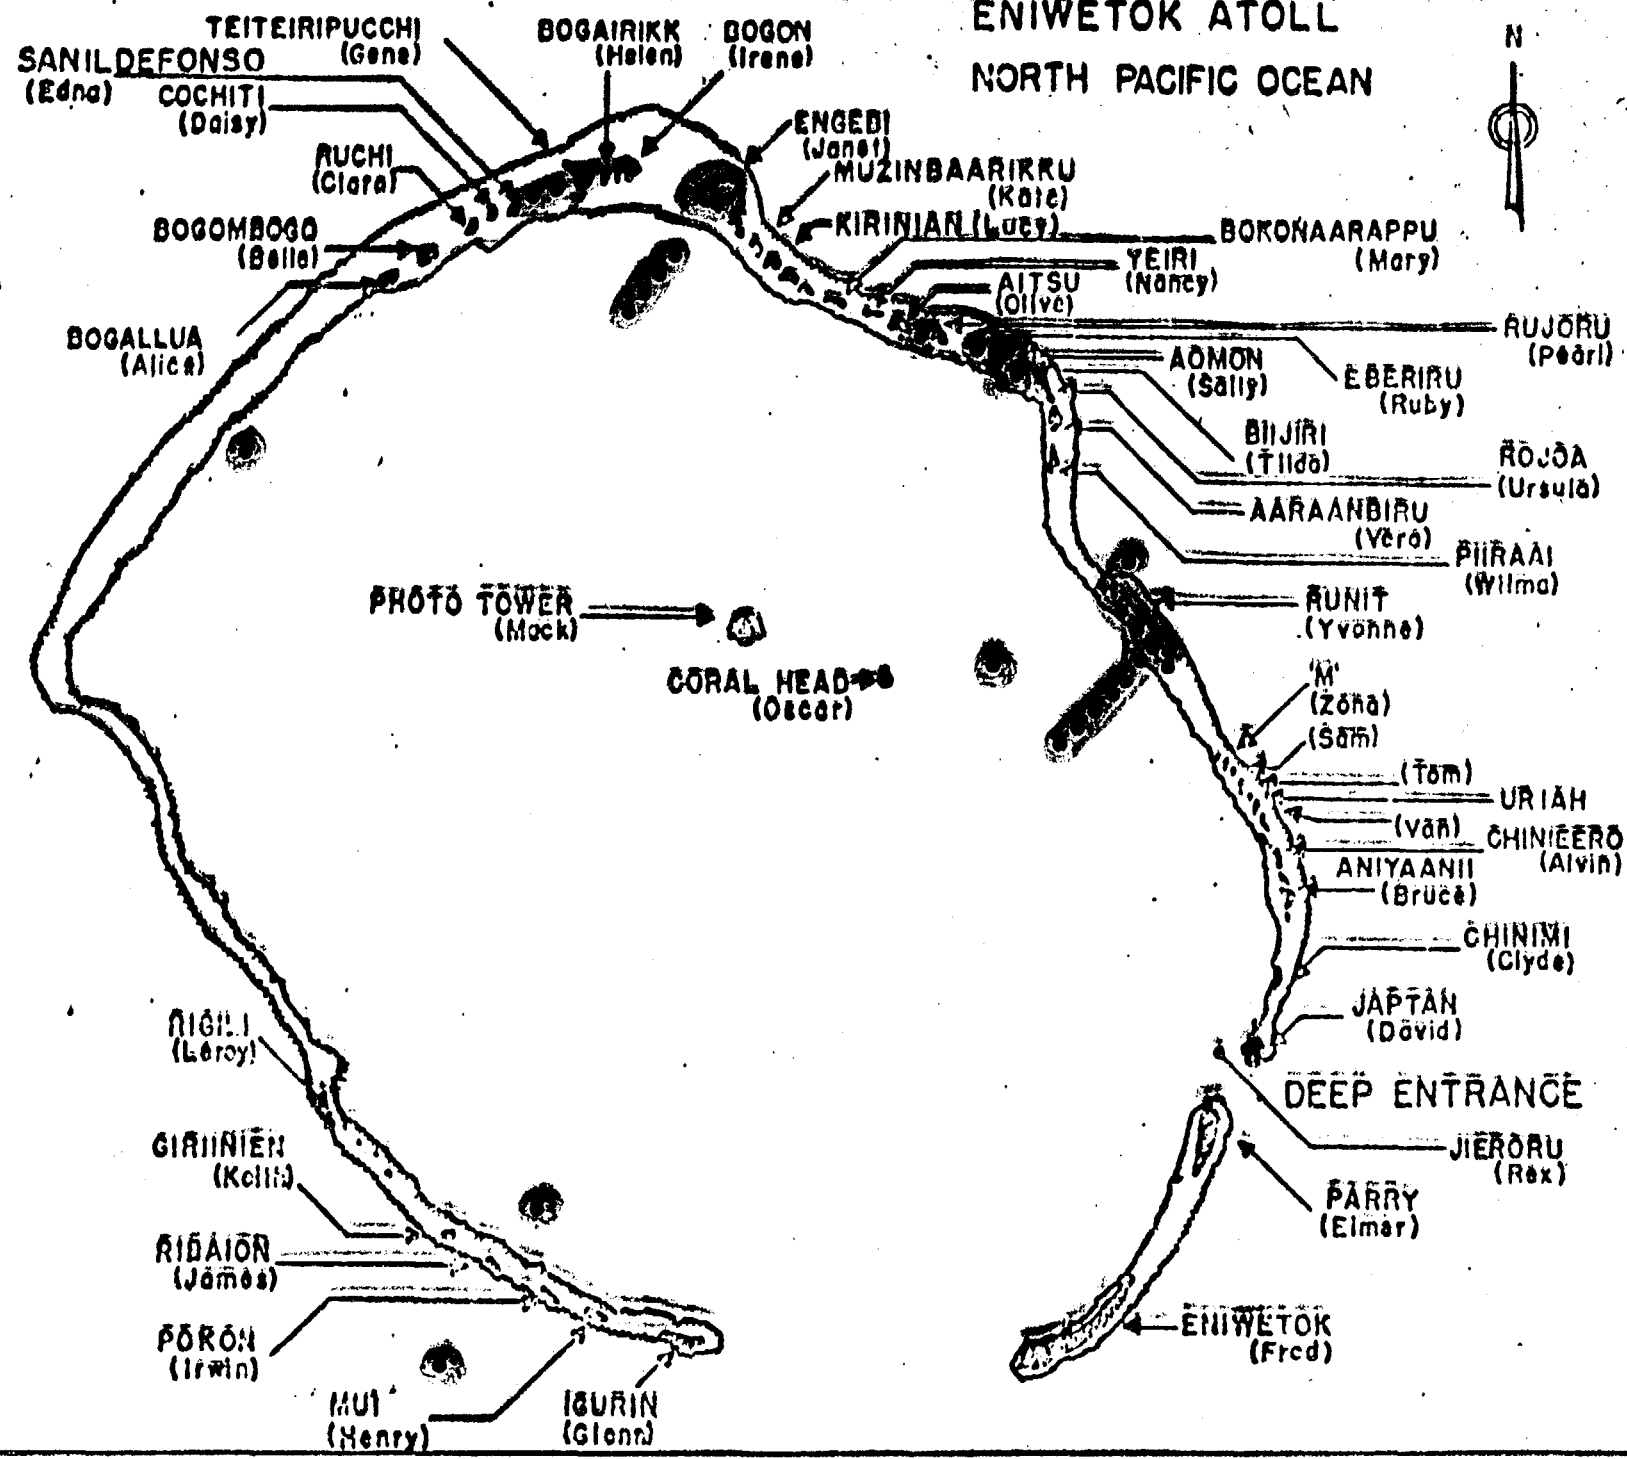 ENIWETOK ATOLL
NORTH PACIFIC OCEAN
N
TEITEIRIPUCCHI
(Gene)
BOGAIRIKK
(Helen)
BOGON
(Irene)
SANILDEFONSO
(Edna)
COCHITI
(Daisy)
RUCHI
(Clara)
BOGOMBOGO
(Bella)
BOGALLUA
(Alice)
ENGEBI
(Janet)
MUZINBAARIKKU
(Kate)
KIRINIAN (Lucy)
BOKONAARAPPU
(Mary)
YEIRI
(Nancy)
AITSU
(Olive)
RUJORU
(Pearl)
AOMON
(Sally)
EBERIRU
(Ruby)
BIIJIRI
(Tilda)
ROJOA
(Ursula)
AARAANBIRU
(Vera)
PIIRAAI
(Wilma)
PHOTO TOWER
(Mack)
RUNIT
(Yvonne)
CORAL HEAD
(Oscar)
'M'
(Zona)
(Sam)
(Tom)
URIAH
(Van)
CHINIEERO
(Alvin)
ANIYAANII
(Bruce)
CHINIMI
(Clyde)
JAPTAN
(David)
RIGILI
(Leroy)
DEEP ENTRANCE
GIRIINIEN
(Keith)
JIERORU
(Rex)
PARRY
(Elmer)
RIBAION
(James)
POKON
(Irwin)
ENIWETOK
(Fred)
MUI
(Henry)
IGURIN
(Glenn)